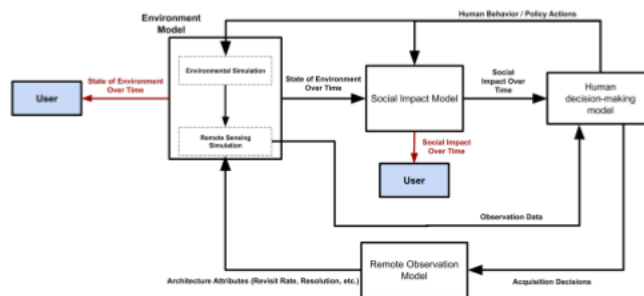 Environment
Model
Human Behavior / Policy Actions
Environmental Simulation
State of Environment
Over Time
User
State of Environment
Over Time
Social Impact Model
Social
Impact Over
Time
Human
decision-making
model
Remote Sensing
Simulation
Social Impact
Over Time
User
Observation Data
Remote Observation
Model
Architecture Attributes (Revisit Rate, Resolution, etc.)
Acquisition Decisions